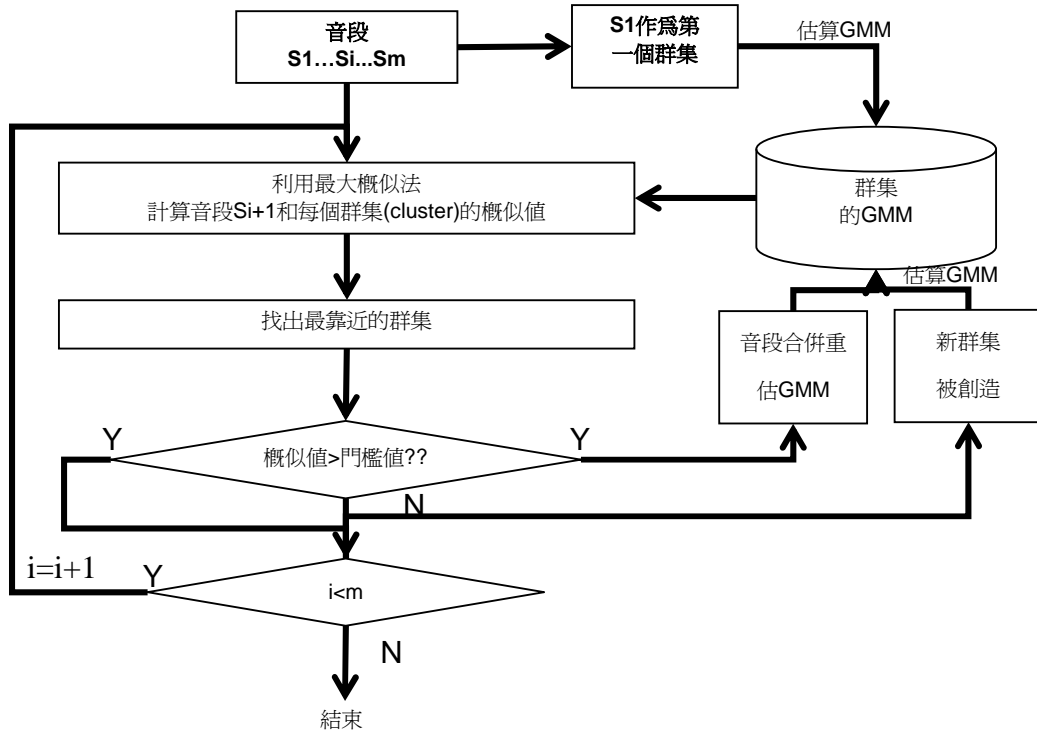 音段
S1…Si...Sm
S1作為第
一個群集
估算GMM
利用最大概似法
計算音段Si+1和每個群集(cluster)的概似值
群集
的GMM
估算GMM
找出最靠近的群集
音段合併重
估GMM
新群集
被創造
Y
概似值>門檻值??
Y
N
i=i+1
Y
i<m
N
結束